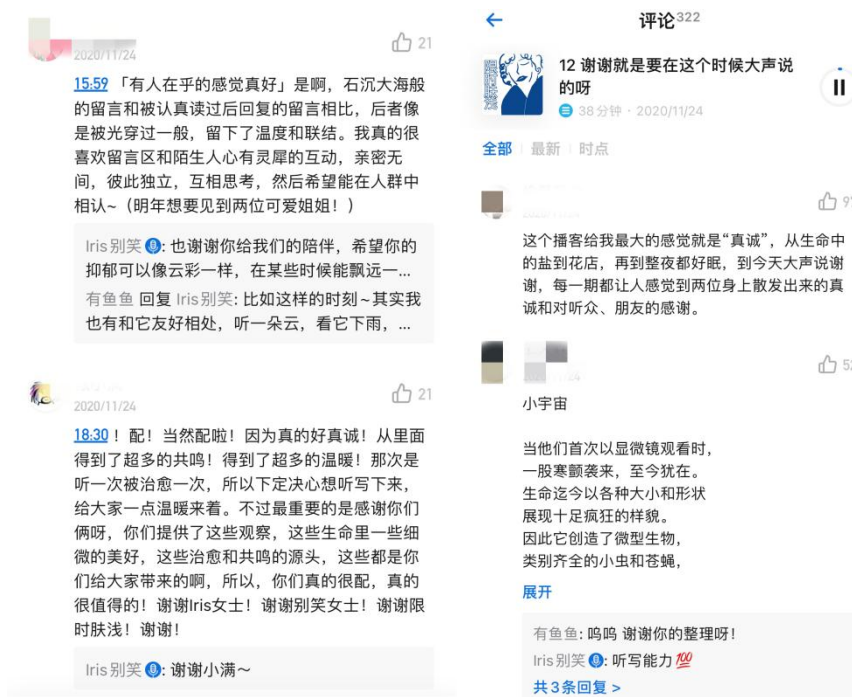 2020/11/24
21
15:59 「有人在乎的感觉真好」是啊，石沉大海般
的留言和被认真读过后回复的留言相比，后者像
是被光穿过一般，留下了温度和联结。我真的很
喜欢留言区和陌生人心有灵犀的互动，亲密无
间，彼此独立，互相思考，然后希望能在人群中
相认~（明年想要见到两位可爱姐姐！）
Iris别笑: 也谢谢你给我们的陪伴，希望你的
抑郁可以像云彩一样，在某些时候能飘远一...
有鱼鱼 回复 Iris别笑: 比如这样的时刻~其实我
也有和它友好相处，听一朵云，看它下雨，...
2020/11/24
21
18:30 ！配！当然配啦！因为真的好真诚！从里面
得到了超多的共鸣！得到了超多的温暖！那次是
听一次被治愈一次，所以下定决心想听写下来，
给大家一点温暖来着。不过最重要的是感谢你们
俩呀，你们提供了这些观察，这些生命里一些细
微的美好，这些治愈和共鸣的源头，这些都是你
们给大家带来的啊，所以，你们真的很配，真的
很值得的！谢谢Iris女士！谢谢别笑女士！谢谢限
时肤浅！谢谢！
Iris别笑: 谢谢小满～
评论322
12 谢谢就是要在这个时候大声说
的呀
38分钟 · 2020/11/24
全部 最新 时点
这个播客给我最大的感觉就是“真诚”，从生命中
的盐到花店，再到整夜都好眠，到今天大声说谢
谢，每一期都让人感觉到两位身上散发出来的真
诚和对听众、朋友的感谢。
小宇宙
当他们首次以显微镜观看时，
一股寒颤袭来，至今犹在。
生命迄今以各种大小和形状
展现十足疯狂的样貌。
因此它创造了微型生物，
类别齐全的小虫和苍蝇，
展开
有鱼鱼: 呜呜 谢谢你的整理呀！
Iris别笑: 听写能力💯
共3条回复 >